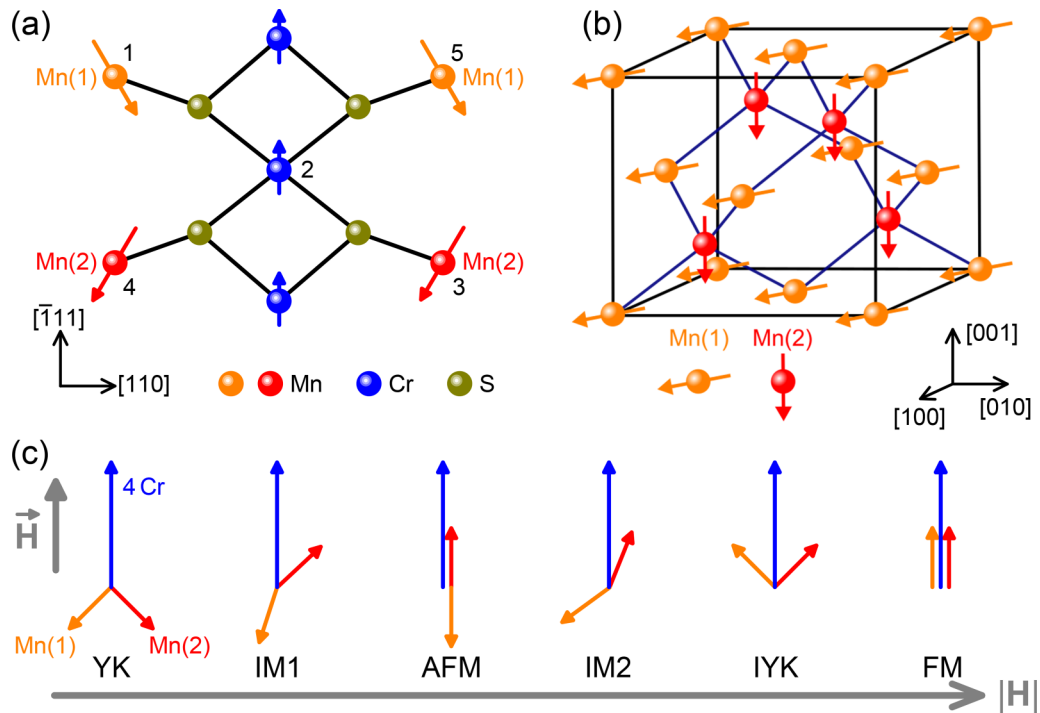 (a)
1
5
Mn(1)
Mn(1)
2
Mn(2)
Mn(2)
4
3
[1̄11]
[110]
Mn
Cr
S
(b)
Mn(1)
Mn(2)
[001]
[100]
[010]
(c)
H⃗
4 Cr
Mn(1)
Mn(2)
YK
IM1
AFM
IM2
IYK
FM
|H|